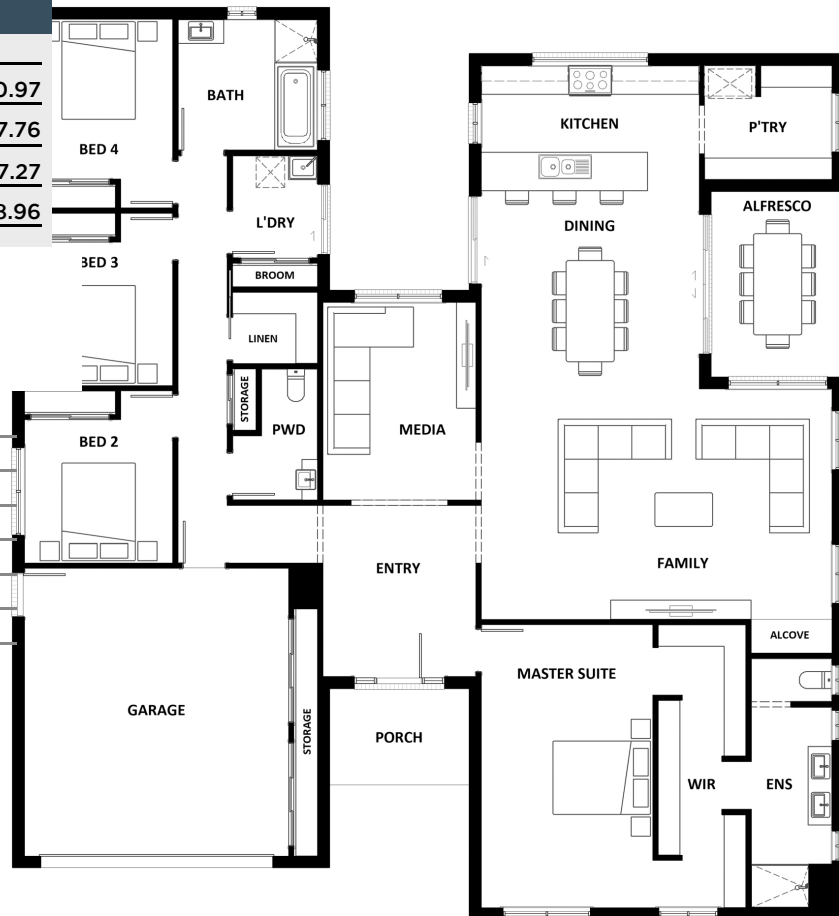 0.97
7.76
7.27
3.96
BATH
BED 4
KITCHEN
P'TRY
L'DRY
ALFRESCO
DINING
BED 3
BROOM
LINEN
STORAGE
PWD
MEDIA
BED 2
ENTRY
FAMILY
ALCOVE
MASTER SUITE
GARAGE
STORAGE
PORCH
WIR
ENS